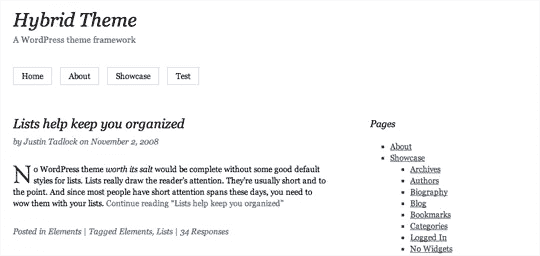 Hybrid Theme
A WordPress theme framework
Home About Showcase Test
Lists help keep you organized
by Justin Tadlock on November 2, 2008
No WordPress theme worth its salt would be complete without some good default
styles for lists. Lists really draw the reader's attention. They're usually short and to
the point. And since most people have short attention spans these days, you need to
wow them with your lists. Continue reading "Lists help keep you organized"
Posted in Elements | Tagged Elements, Lists | 34 Responses
Pages
About
Showcase
Archives
Authors
Biography
Blog
Bookmarks
Categories
Logged In
No Widgets